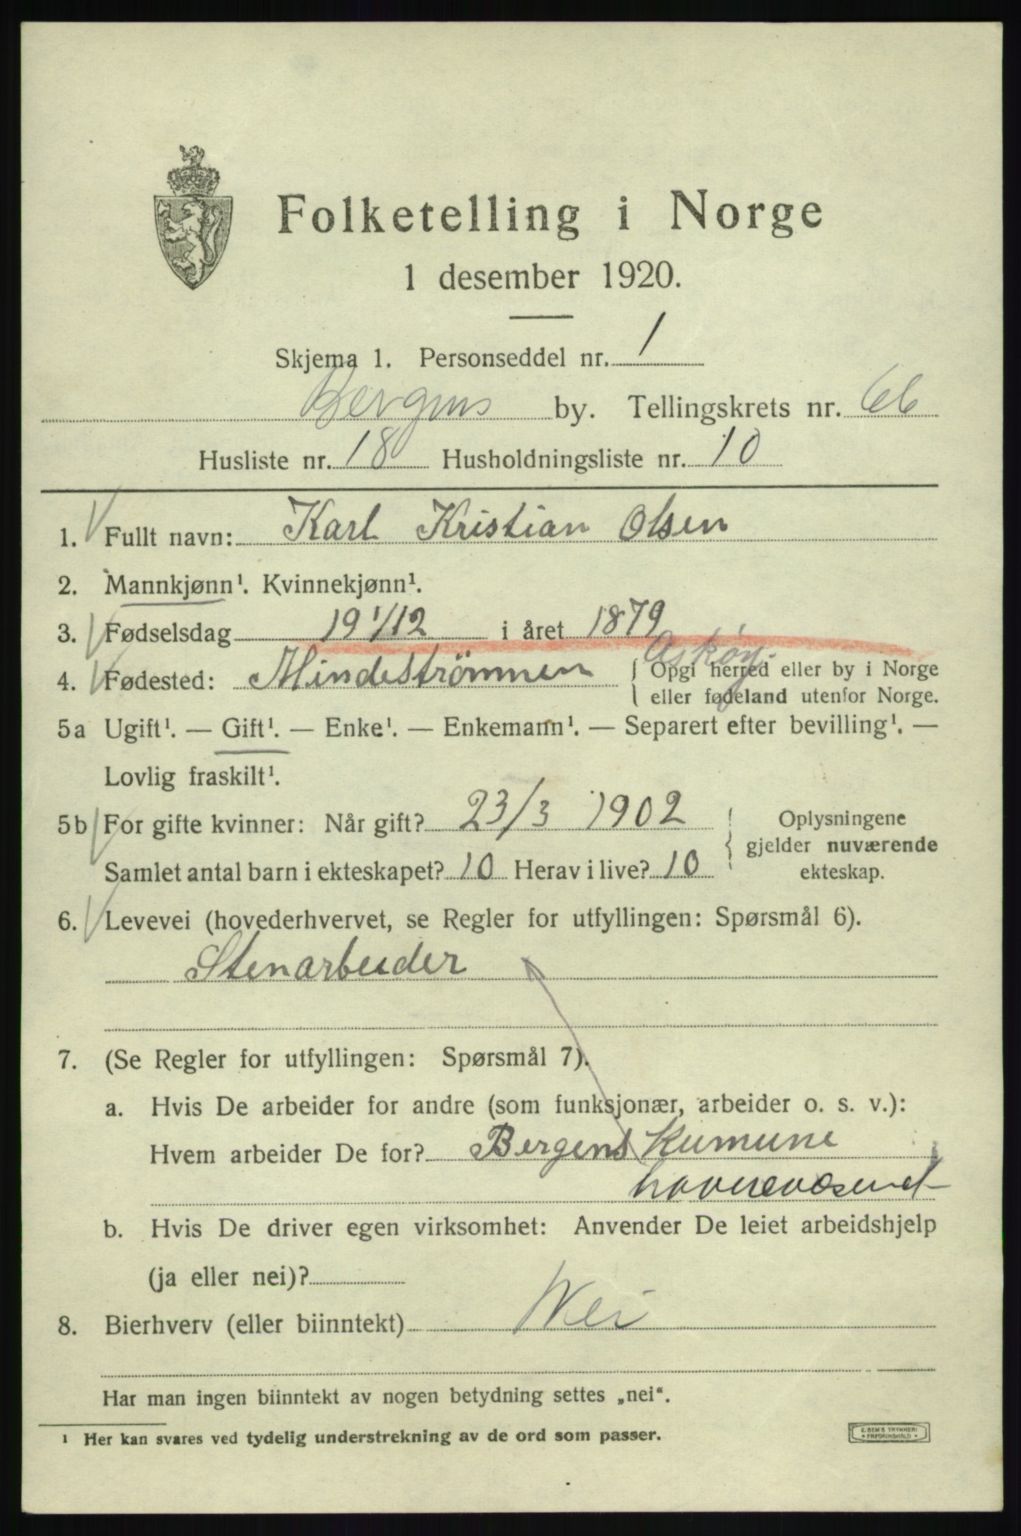 Folketelling i Norge
1 desember 1920.
Skjema 1. Personseddel nr. 1
Bergens by. Tellingskrets nr. 66
Husliste nr. 18 Husholdningsliste nr. 10
1. Fullt navn: Karl Kristian Olsen
2. Mannkjønn¹. Kvinnekjønn¹.
3. Fødselsdag 19 1/12 i året 1879
Askøy.
4. Fødested: Mindeströmmen { Opgi herred eller by i Norge
eller fødeland utenfor Norge.
5a Ugift¹. — Gift¹. — Enke¹. — Enkemann¹. — Separert efter bevilling¹. —
Lovlig fraskilt¹.
5b For gifte kvinner: Når gift? 23/3 1902 { Oplysningene
gjelder nuværende
Samlet antal barn i ekteskapet? 10 Herav i live? 10 ekteskap.
6. Levevei (hovederhvervet, se Regler for utfyllingen: Spørsmål 6).
Stenarbeider
7. (Se Regler for utfyllingen: Spørsmål 7).
a. Hvis De arbeider for andre (som funksjonær, arbeider o. s. v.):
Hvem arbeider De for? Bergens Kumune
havnevæsenet
b. Hvis De driver egen virksomhet: Anvender De leiet arbeidshjelp
(ja eller nei)?
8. Bierhverv (eller biinntekt) Nei
Har man ingen biinntekt av nogen betydning settes „nei“.
¹ Her kan svares ved tydelig understrekning av de ord som passer.